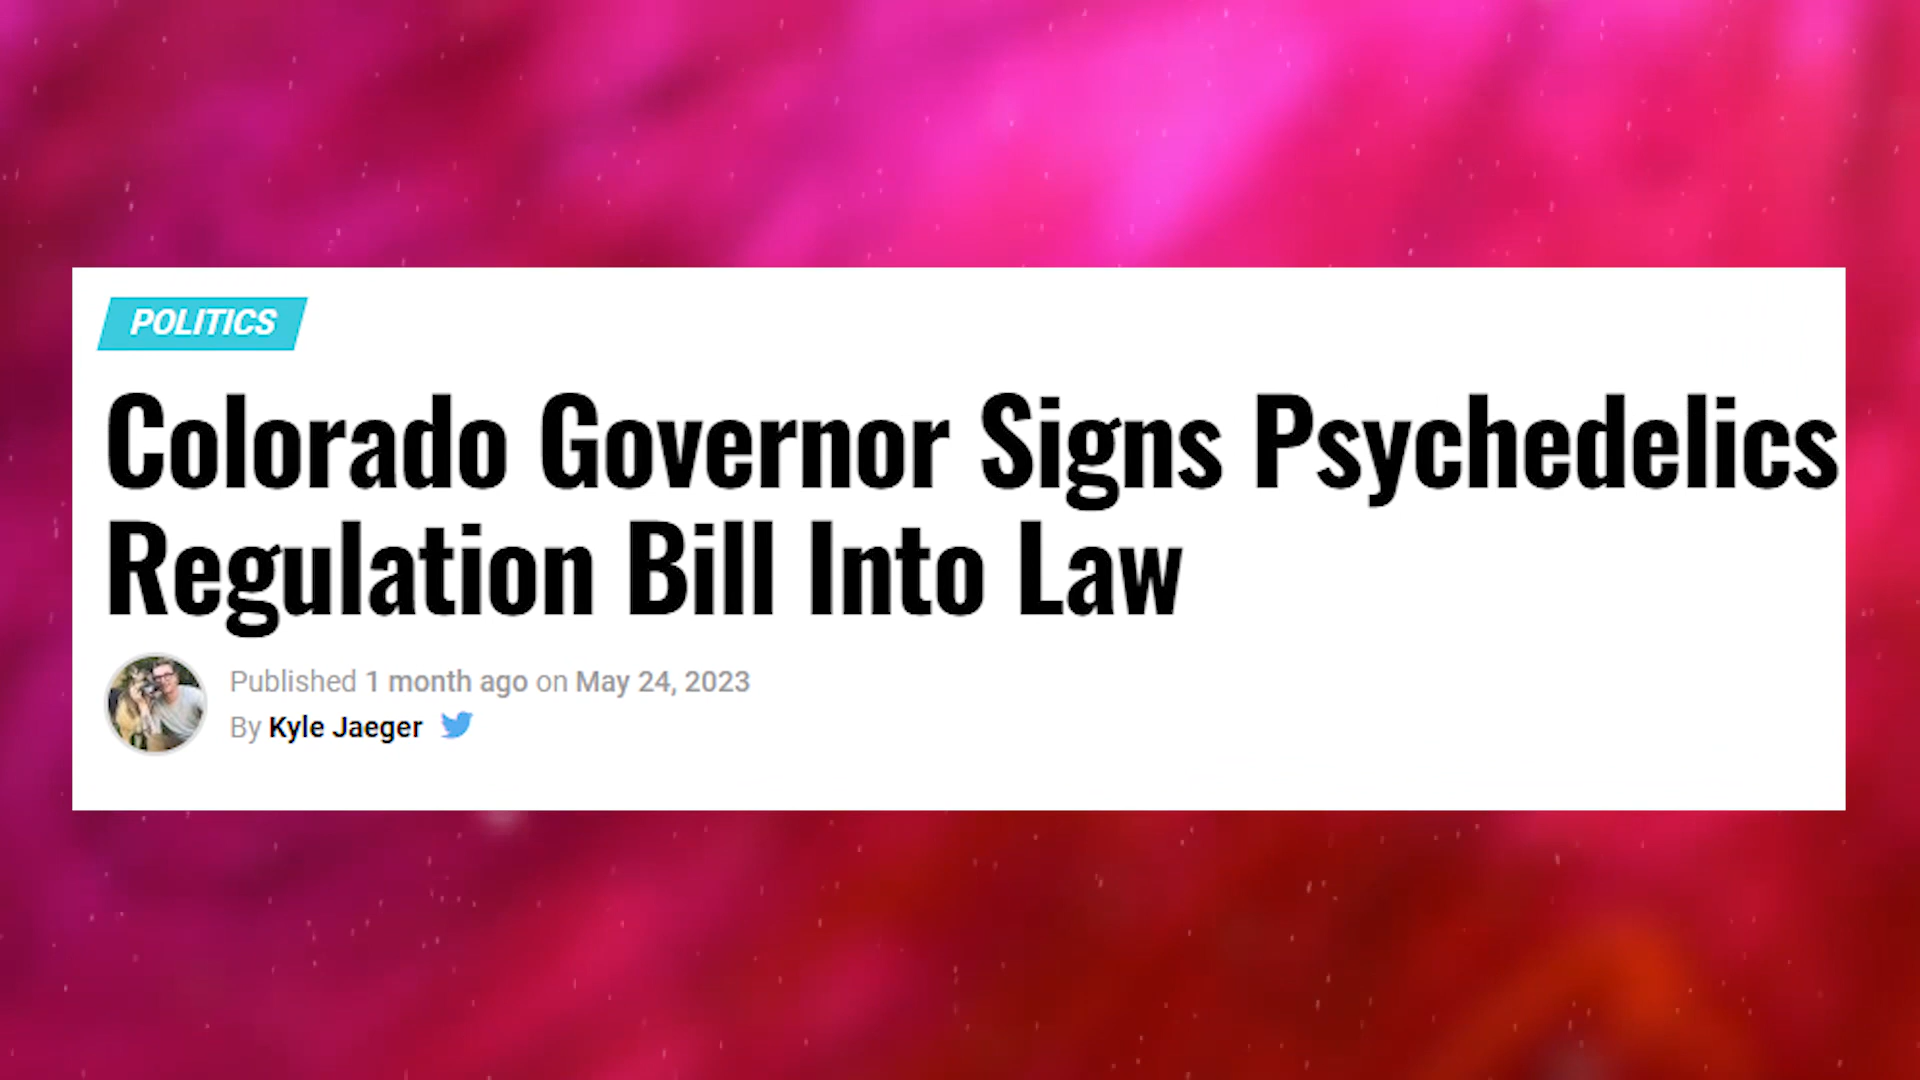 POLITICS
Colorado Governor Signs Psychedelics
Regulation Bill Into Law
Published 1 month ago on May 24, 2023
By Kyle Jaeger